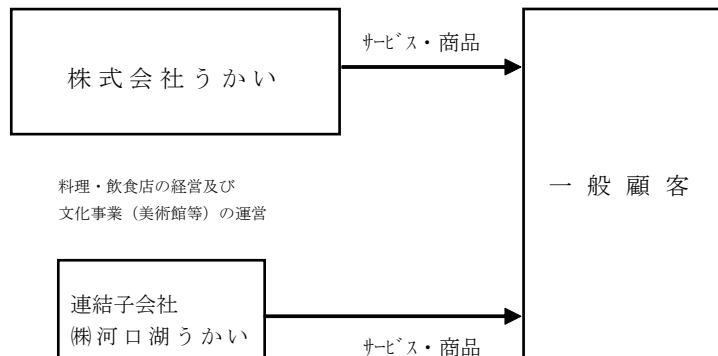 サービス・商品
株式会社うかい
料理・飲食店の経営及び
文化事業（美術館等）の運営
一般顧客
連結子会社
㈱河口湖うかい
サービス・商品